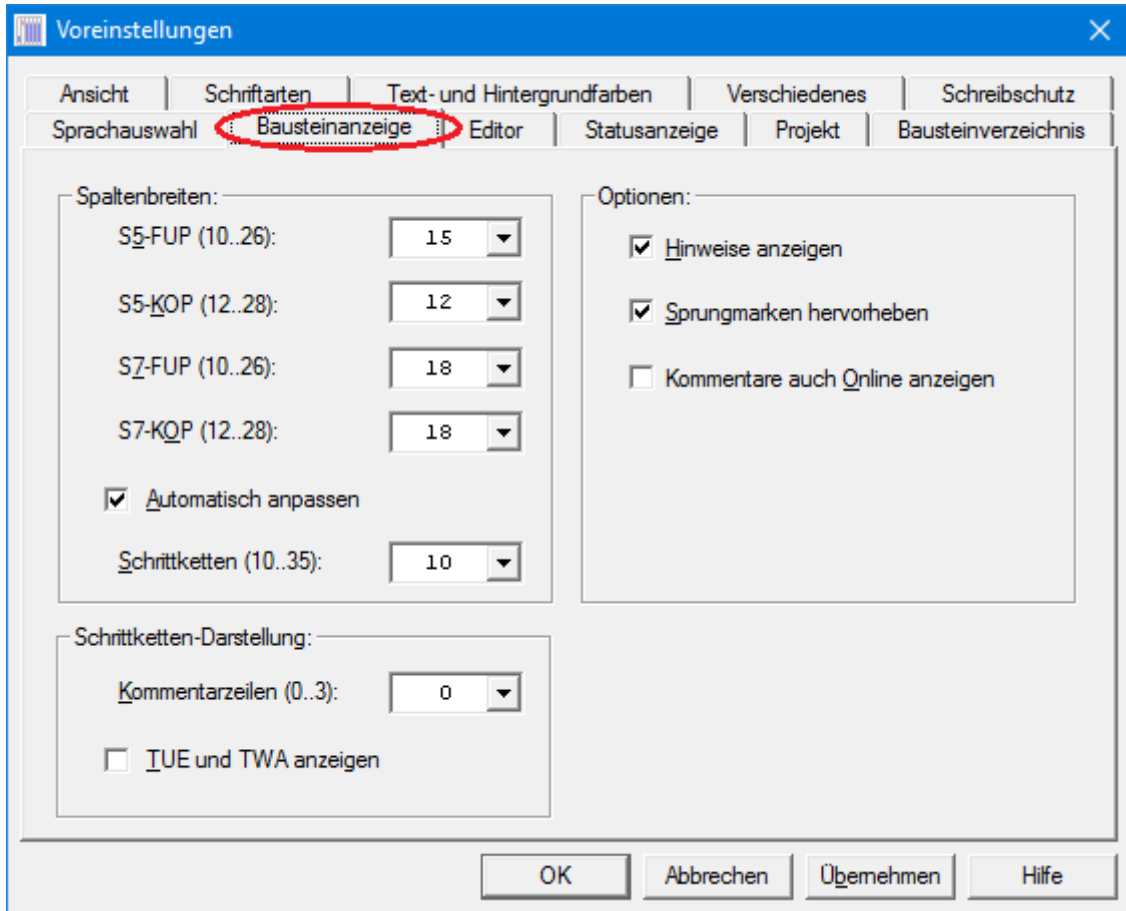 Voreinstellungen
Ansicht Schriftarten Text- und Hintergrundfarben Verschiedenes Schreibschutz
Sprachauswahl Bausteinanzeige Editor Statusanzeige Projekt Bausteinverzeichnis
Spaltenbreiten:
S5-FUP (10..26): 15
S5-KOP (12..28): 12
S7-FUP (10..26): 18
S7-KOP (12..28): 18
Automatisch anpassen
Schrittketten (10..35): 10
Optionen:
Hinweise anzeigen
Sprungmarken hervorheben
Kommentare auch Online anzeigen
Schrittketten-Darstellung:
Kommentarzeilen (0..3): 0
TUE und TWA anzeigen
OK Abbrechen Übernehmen Hilfe